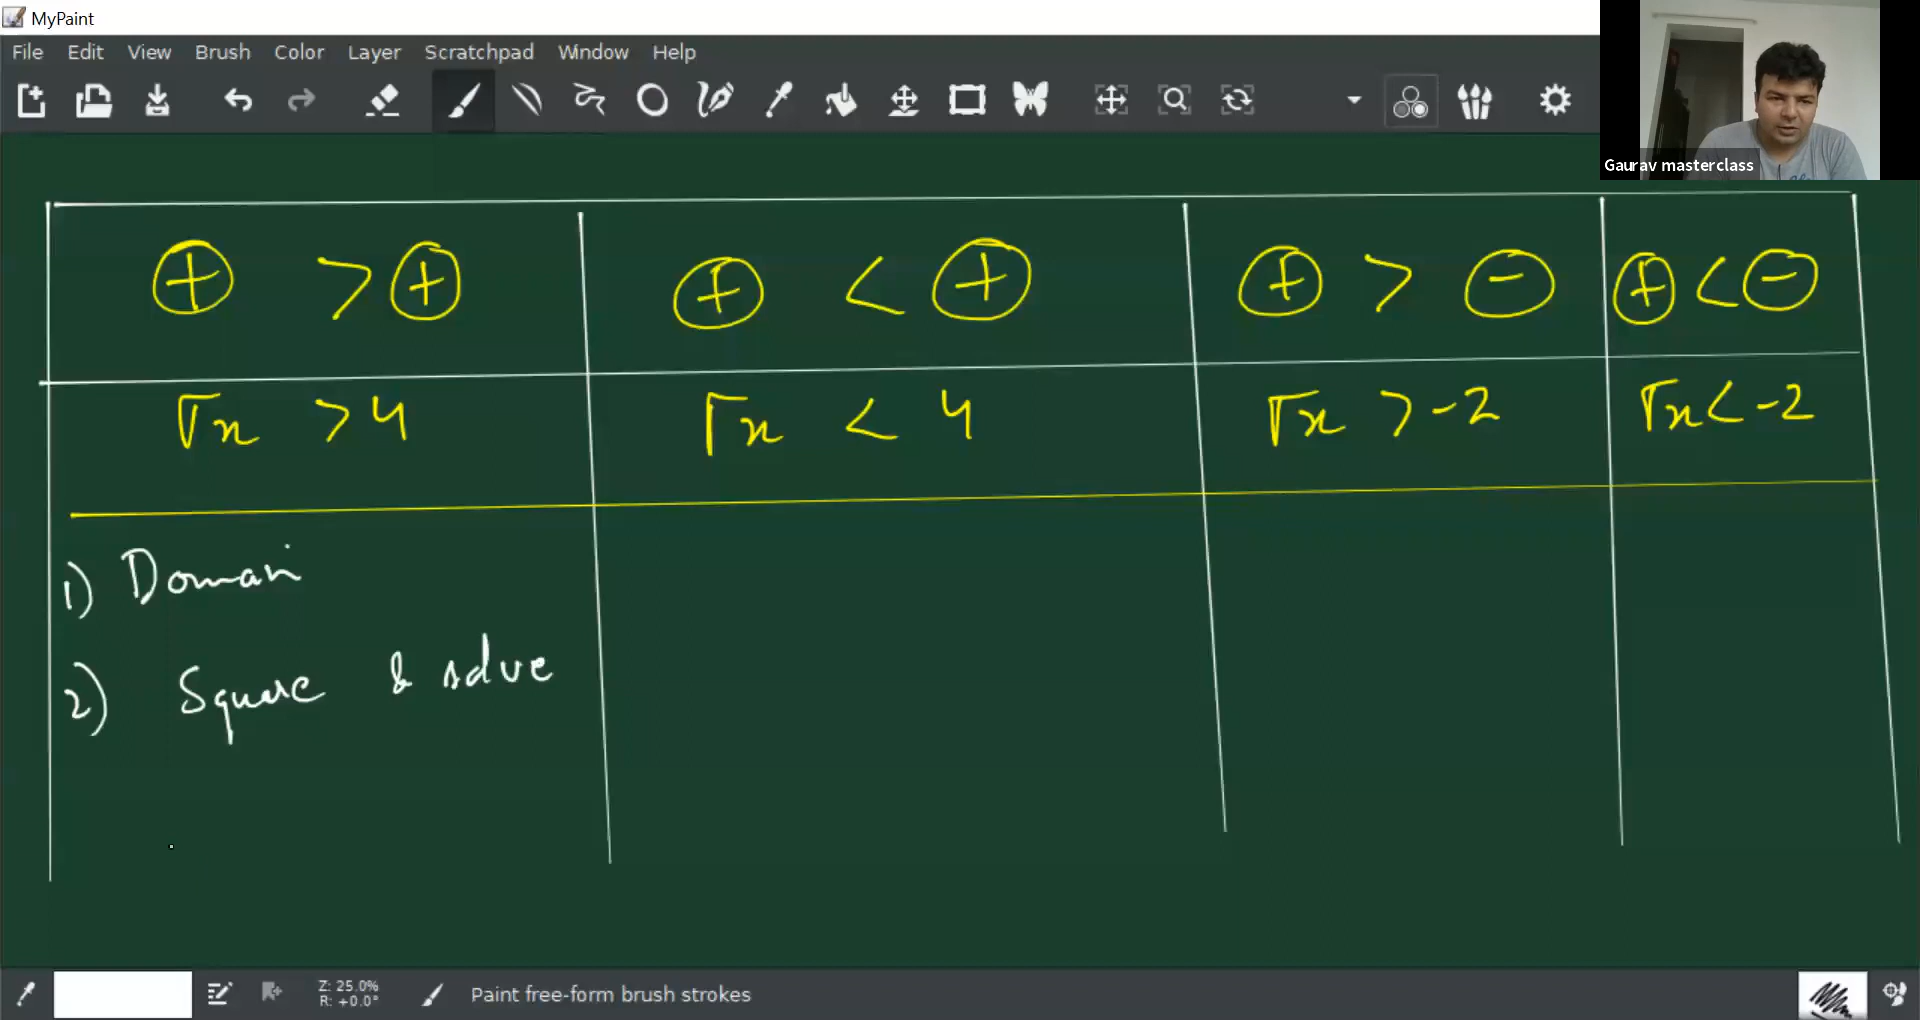 MyPaint
File Edit View Brush Color Layer Scratchpad Window Help
Gaurav masterclass
+ > + + < + + > - + < -
√x > 4 √x < 4 √x > -2 √x < -2
1) Domain
2) Square & solve
Z: 25.0%
R: +0.0°
Paint free-form brush strokes